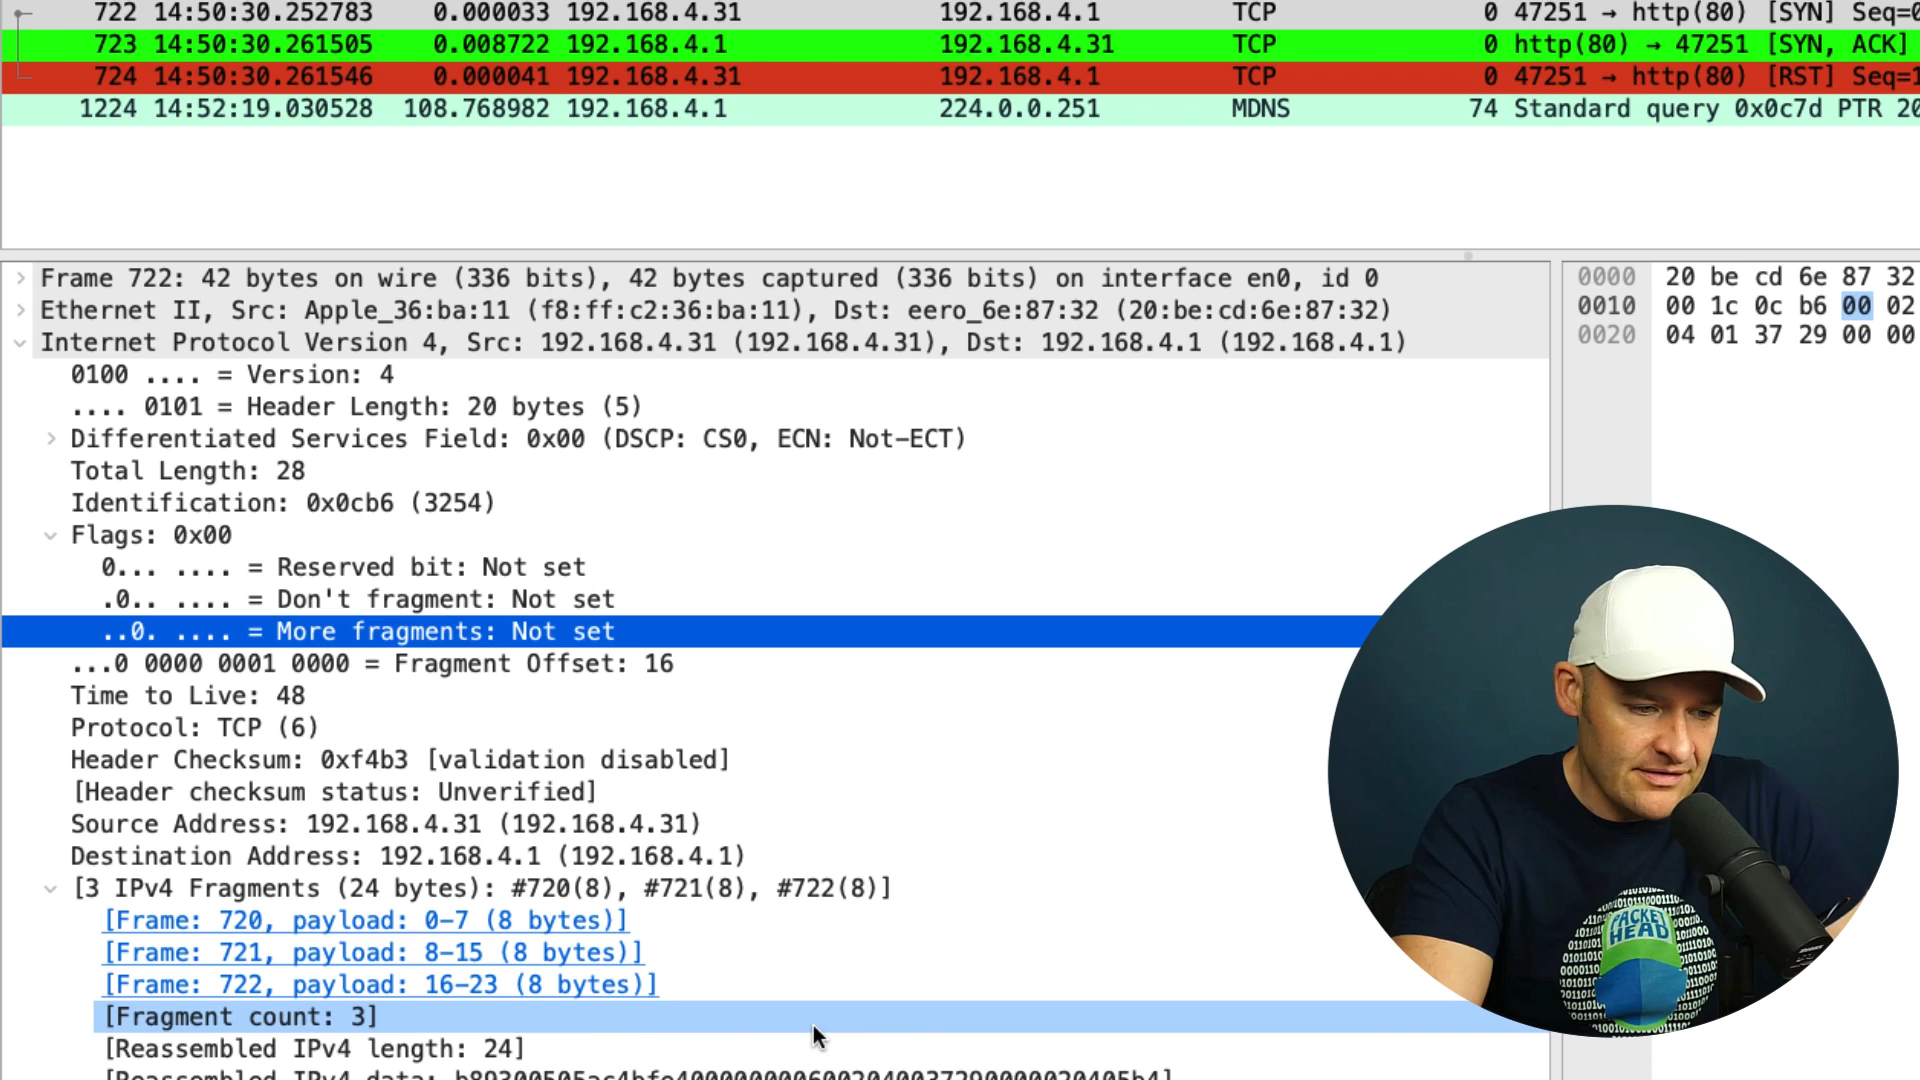 722 14:50:30.252783 0.000033 192.168.4.31 192.168.4.1 TCP 0 47251 → http(80) [SYN] Seq=0
723 14:50:30.261505 0.008722 192.168.4.1 192.168.4.31 TCP 0 http(80) → 47251 [SYN, ACK]
724 14:50:30.261546 0.000041 192.168.4.31 192.168.4.1 TCP 0 47251 → http(80) [RST] Seq=1
1224 14:52:19.030528 108.768982 192.168.4.1 224.0.0.251 MDNS 74 Standard query 0x0c7d PTR 20
Frame 722: 42 bytes on wire (336 bits), 42 bytes captured (336 bits) on interface en0, id 0
Ethernet II, Src: Apple_36:ba:11 (f8:ff:c2:36:ba:11), Dst: eero_6e:87:32 (20:be:cd:6e:87:32)
Internet Protocol Version 4, Src: 192.168.4.31 (192.168.4.31), Dst: 192.168.4.1 (192.168.4.1)
0100 .... = Version: 4
.... 0101 = Header Length: 20 bytes (5)
Differentiated Services Field: 0x00 (DSCP: CS0, ECN: Not-ECT)
Total Length: 28
Identification: 0x0cb6 (3254)
Flags: 0x00
0... .... = Reserved bit: Not set
.0.. .... = Don't fragment: Not set
..0. .... = More fragments: Not set
...0 0000 0001 0000 = Fragment Offset: 16
Time to Live: 48
Protocol: TCP (6)
Header Checksum: 0xf4b3 [validation disabled]
[Header checksum status: Unverified]
Source Address: 192.168.4.31 (192.168.4.31)
Destination Address: 192.168.4.1 (192.168.4.1)
[3 IPv4 Fragments (24 bytes): #720(8), #721(8), #722(8)]
[Frame: 720, payload: 0-7 (8 bytes)]
[Frame: 721, payload: 8-15 (8 bytes)]
[Frame: 722, payload: 16-23 (8 bytes)]
[Fragment count: 3]
[Reassembled IPv4 length: 24]
0000 20 be cd 6e 87 32
0010 00 1c 0c b6 00 02
0020 04 01 37 29 00 00
PACKET
HEAD